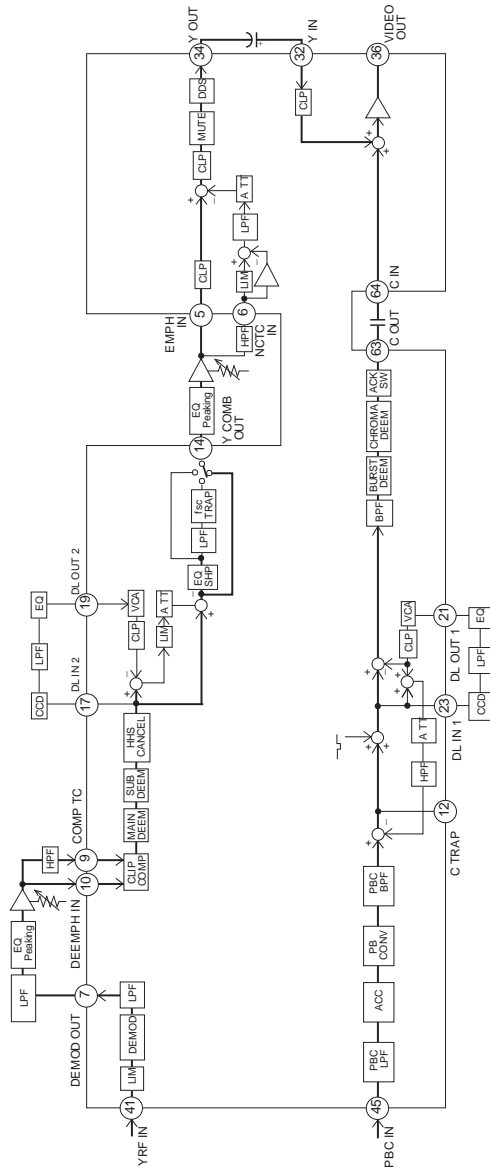 YRF IN
41
LIM
DEMOD
LPF
7
DEMOD OUT
LPF
EQ
Peaking
DEEMPH IN
10
9
COMP TC
HPF
CLIP
COMP
MAIN
DEEM
SUB
DEEM
HHS
CANCEL
17
DL IN 2
CCD
LPF
EQ
19
DL OUT 2
VCA
CLP
+
-
LIM
A TT
+
-
EQ
SHP
LPF
fsc
TRAP
14
Y COMB
OUT
EQ
Peaking
HPF
EMPH
IN
5
6
NCTC
IN
CLP
LIM
+
-
LPF
A TT
+
-
CLP
MUTE
DDS
34
Y OUT
+
32
Y IN
CLP
+
+
36
VIDEO
OUT
PBC IN
45
PBC
LPF
ACC
PB
CONV
PBC
BPF
+
-
12
C TRAP
HPF
A TT
+
+
23
DL IN 1
CCD
LPF
EQ
21
DL OUT 1
VCA
CLP
+
+
+
-
BPF
BURST
DEEM
CHROMA
DEEM
ACK
SW
63
C OUT
64
C IN